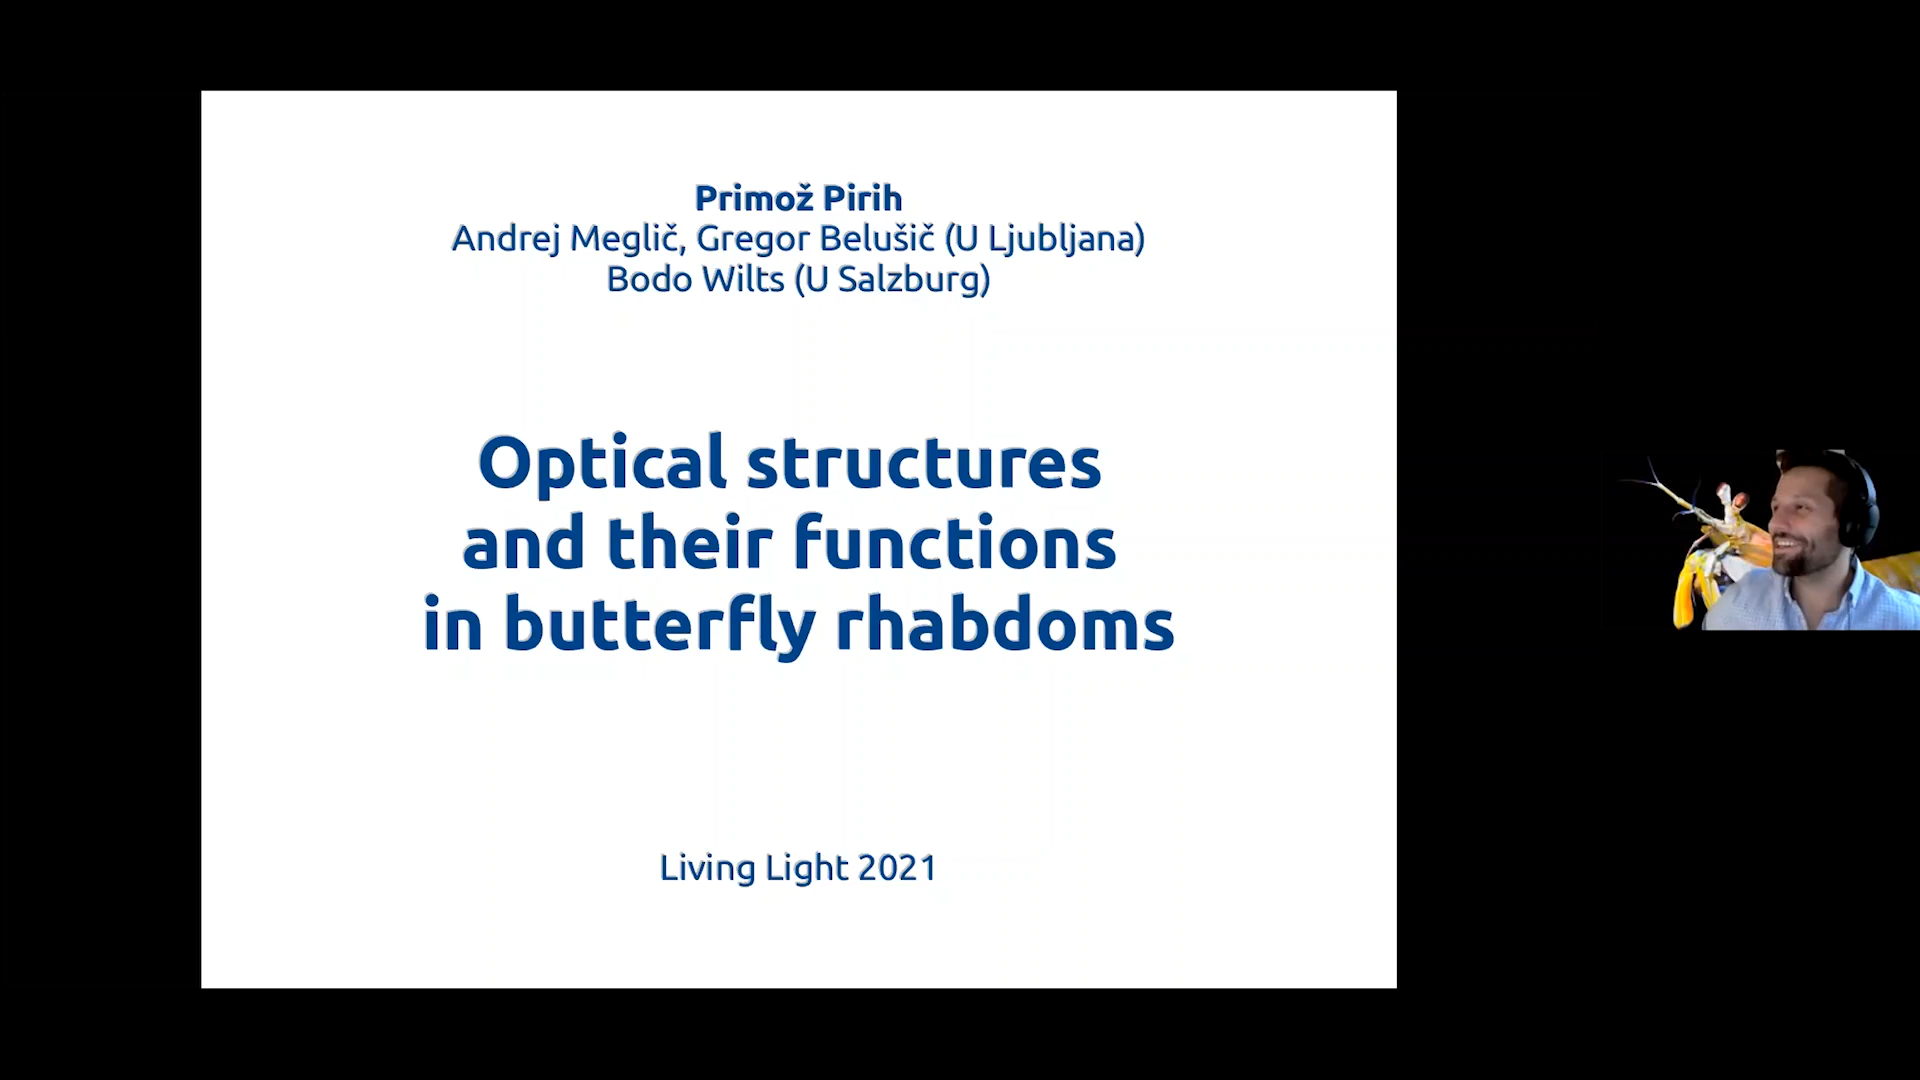 Primož Pirih
Andrej Meglič, Gregor Belušič (U Ljubljana)
Bodo Wilts (U Salzburg)
Optical structures
and their functions
in butterfly rhabdoms
Living Light 2021